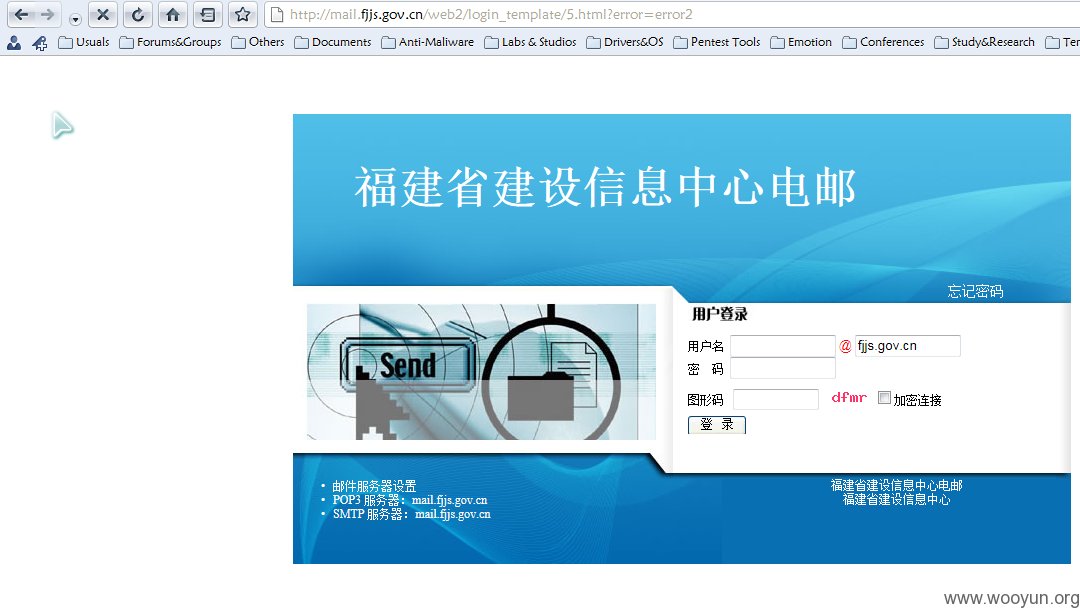 http://mail.fjjs.gov.cn/web2/login_template/5.html?error=error2
Usuals Forums&Groups Others Documents Anti-Malware Labs & Studios Drivers&OS Pentest Tools Emotion Conferences Study&Research Ter
福建省建设信息中心电邮
忘记密码
用户登录
Send
用户名 @ fjjs.gov.cn
密 码
图形码 dfmr 加密连接
登 录
• 邮件服务器设置
• POP3 服务器：mail.fjjs.gov.cn
• SMTP 服务器：mail.fjjs.gov.cn
福建省建设信息中心电邮
福建省建设信息中心
www.wooyun.org